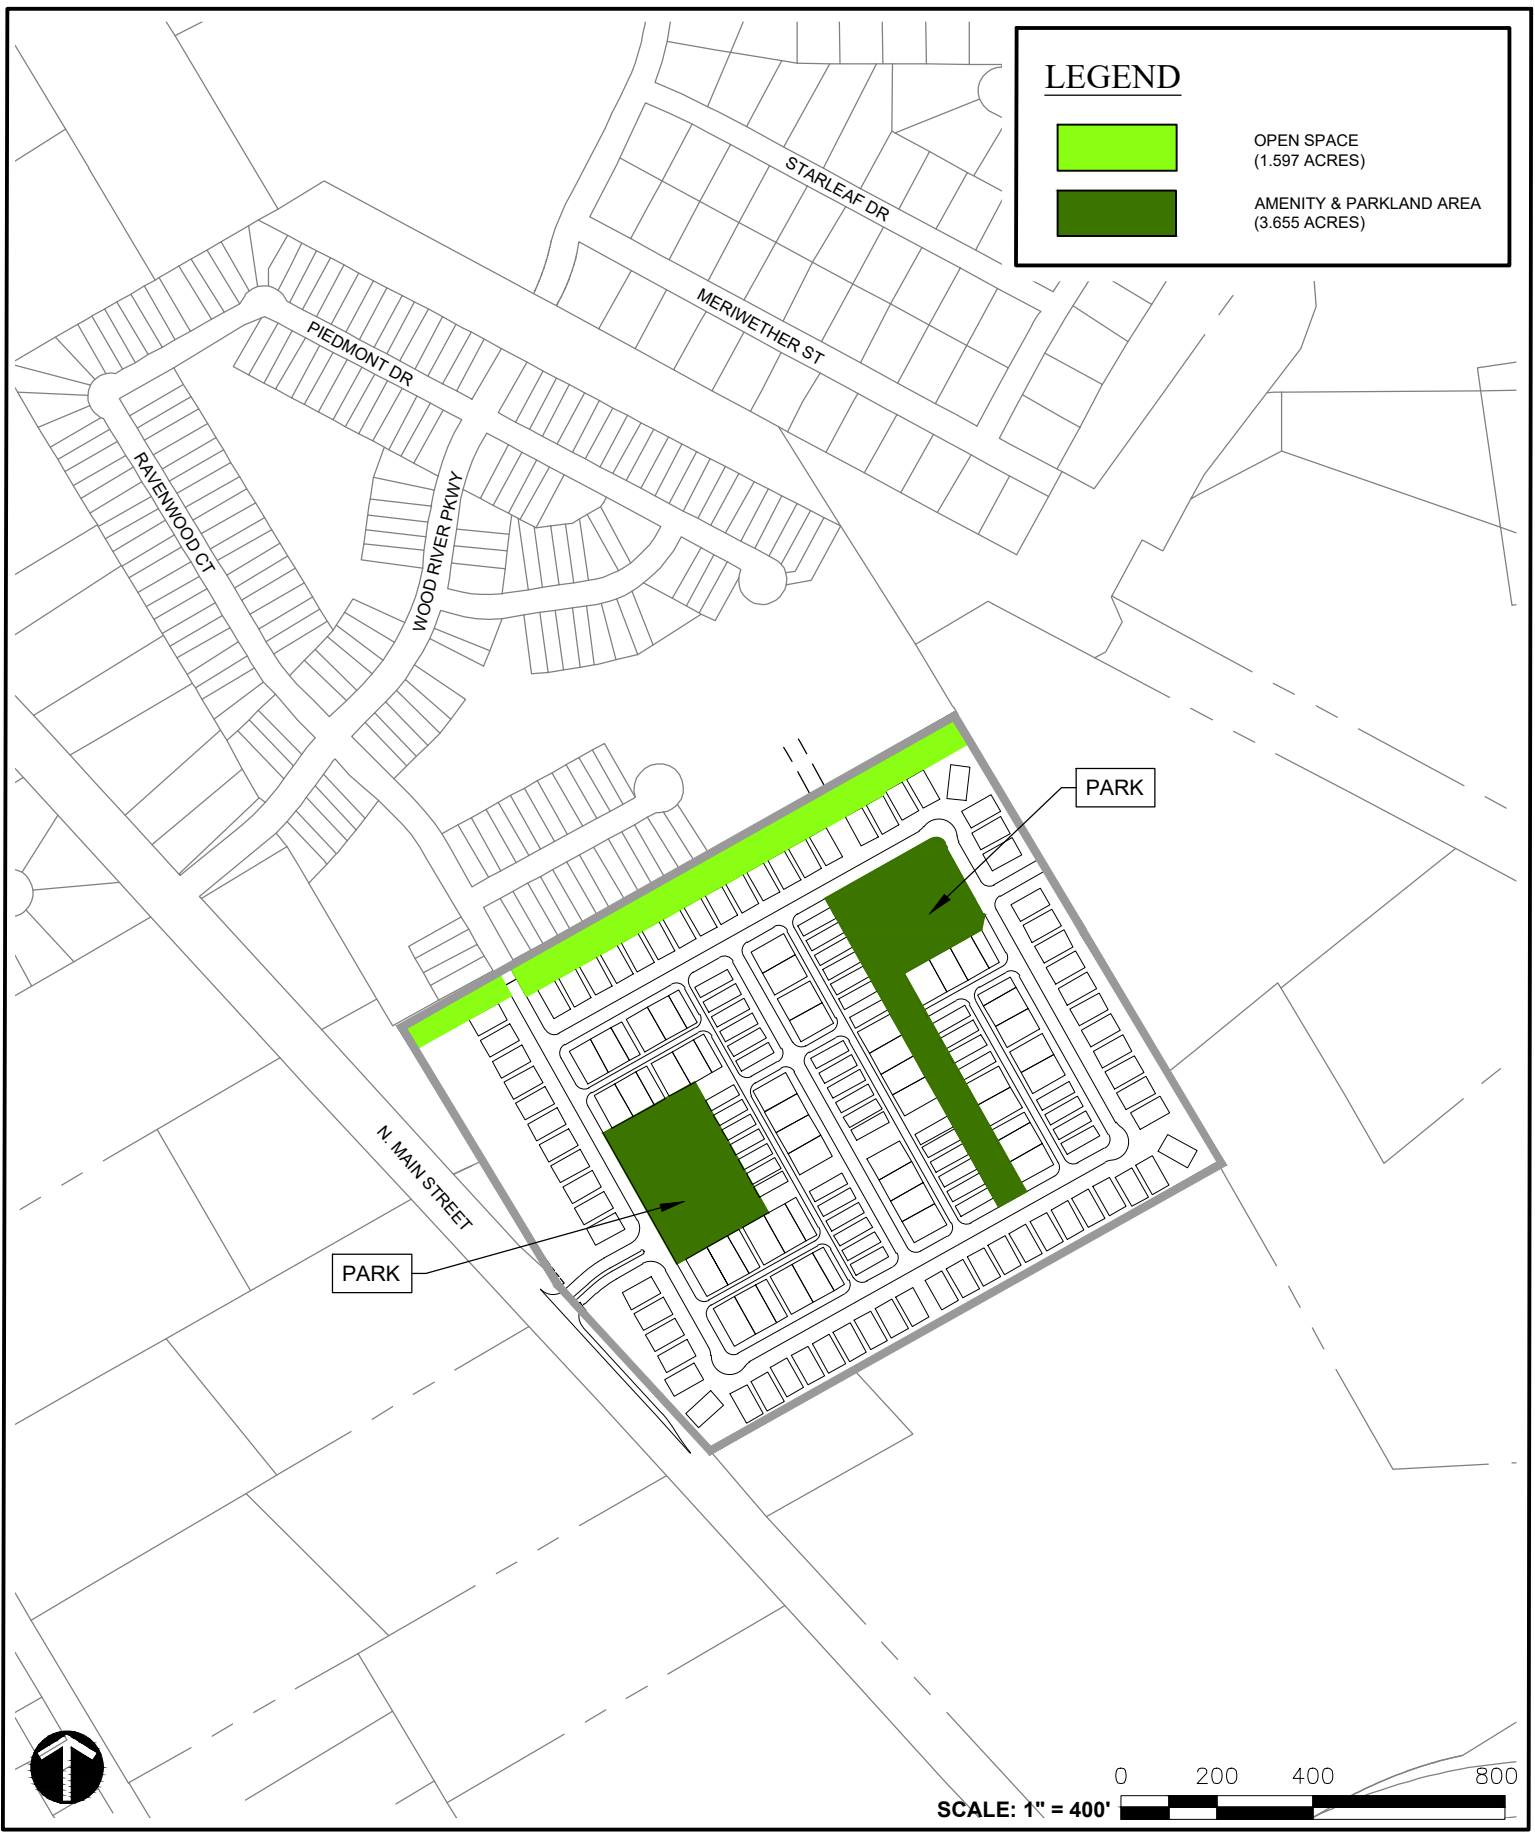 LEGEND
OPEN SPACE
(1.597 ACRES)
AMENITY & PARKLAND AREA
(3.655 ACRES)
STARLEAF DR
MERIWETHER ST
PIEDMONT DR
RAVENWOOD CT
WOOD RIVER PKWY
PARK
N. MAIN STREET
PARK
0 200 400 800
SCALE: 1" = 400'